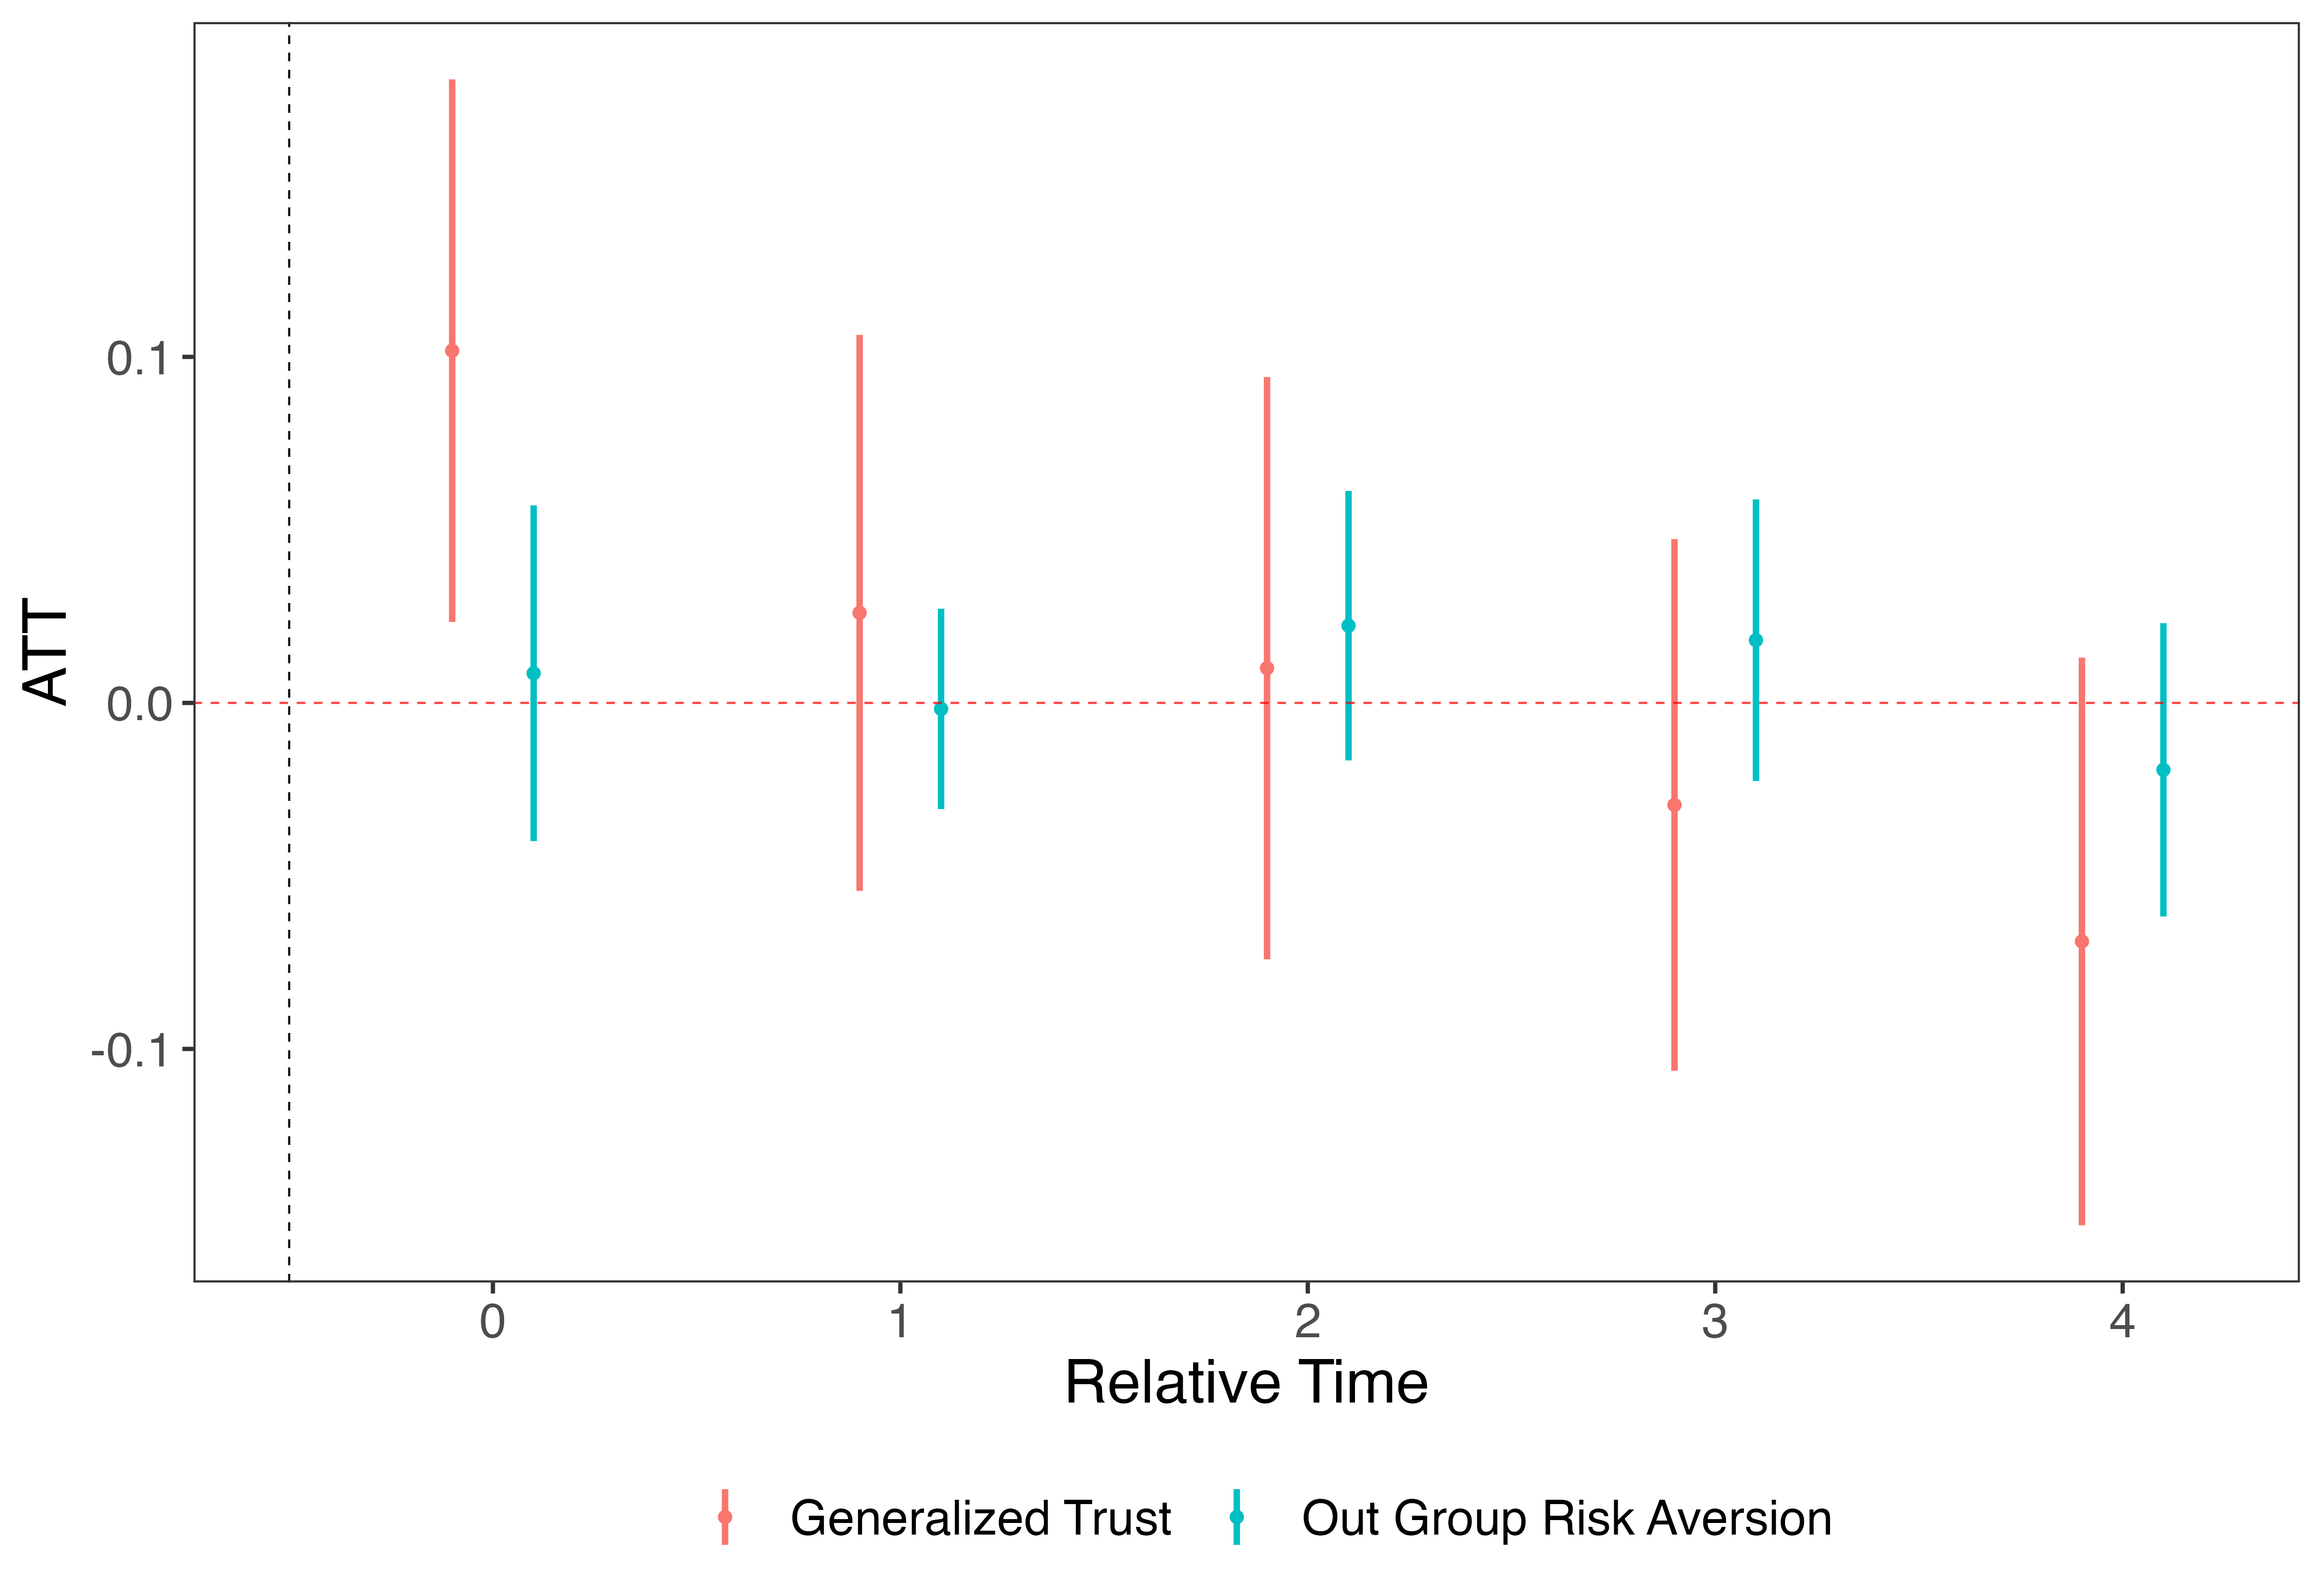 ATT
0.1
0.0
-0.1
0 1 2 3 4
Relative Time
Generalized Trust Out Group Risk Aversion